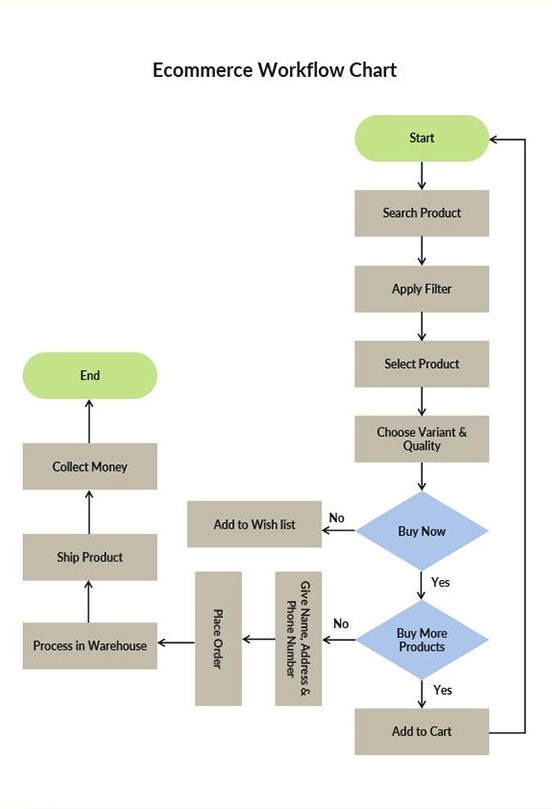 Ecommerce Workflow Chart
Start
Search Product
Apply Filter
Select Product
Choose Variant &
Quality
Buy Now
No
Add to Wish list
Yes
Buy More
Products
No
Give Name, Address &
Phone Number
Place Order
Process in Warehouse
Ship Product
Collect Money
End
Yes
Add to Cart